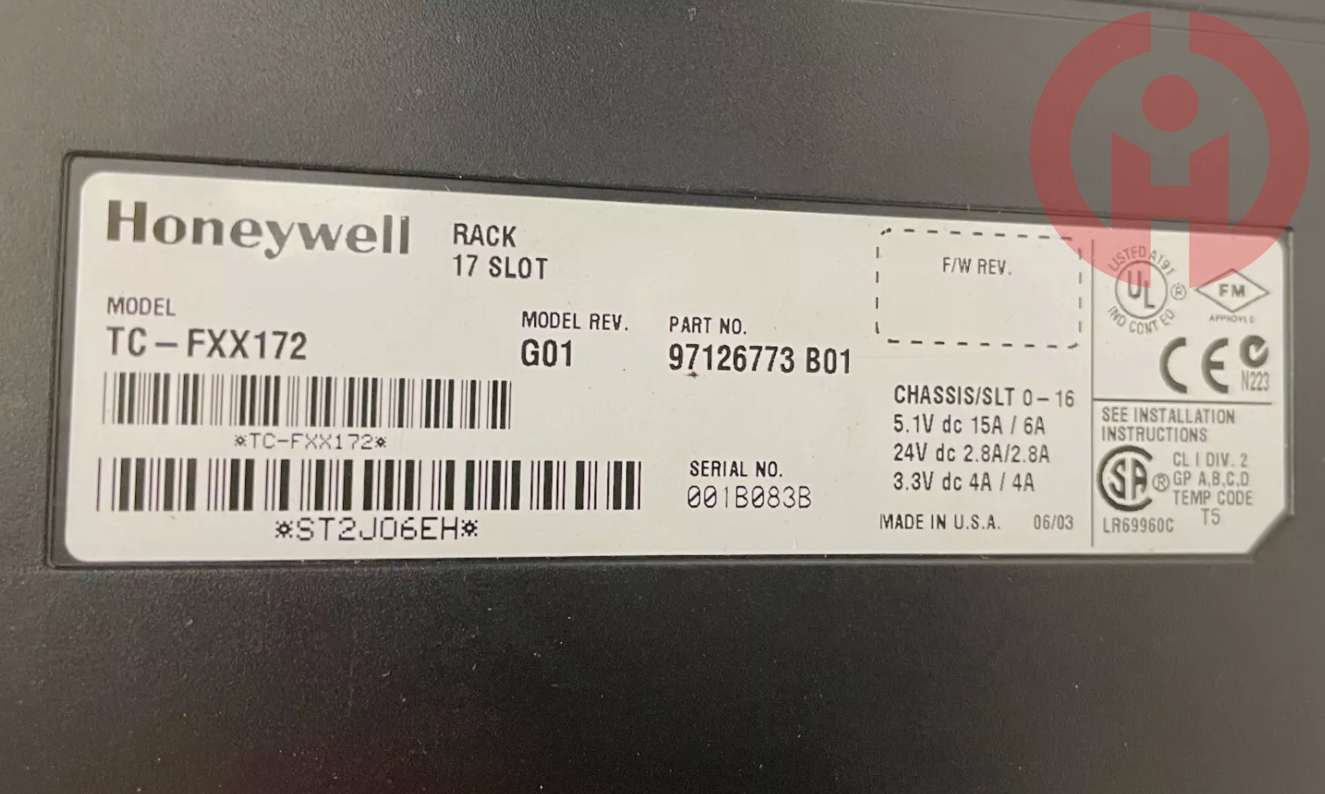 Honeywell
RACK
17 SLOT
MODEL
TC-FXX172
*TC-FXX172*
MODEL REV.
G01
PART NO.
97126773 B01
*ST2J06EH*
SERIAL NO.
001B083B
F/W REV.
CHASSIS/SLT 0-16
5.1V dc 15A / 6A
24V dc 2.8A/2.8A
3.3V dc 4A / 4A
MADE IN U.S.A. 06/03
LISTED A197
UL ®
IND CONT EQ
FM
APPROVED
CE
N223
SEE INSTALLATION
INSTRUCTIONS
SA ®
CL I DIV. 2
GP A,B,C,D
TEMP CODE
T5
LR69960C